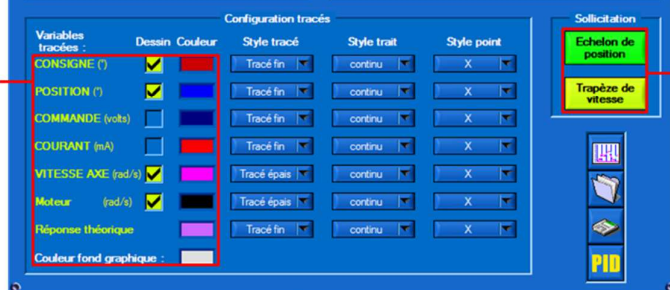 Configuration tracés
Sollicitation
Variables tracées :
Dessin Couleur Style tracé Style trait Style point
CONSIGNE (°) Tracé fin continu X
POSITION (°) Tracé fin continu X
COMMANDE (volts) Tracé fin continu X
COURANT (mA) Tracé fin continu X
VITESSE AXE (rad/s) Tracé épais continu X
Moteur (rad/s) Tracé épais continu X
Réponse théorique Tracé fin continu X
Couleur fond graphique :
Echelon de
position
Trapèze de
vitesse
PID